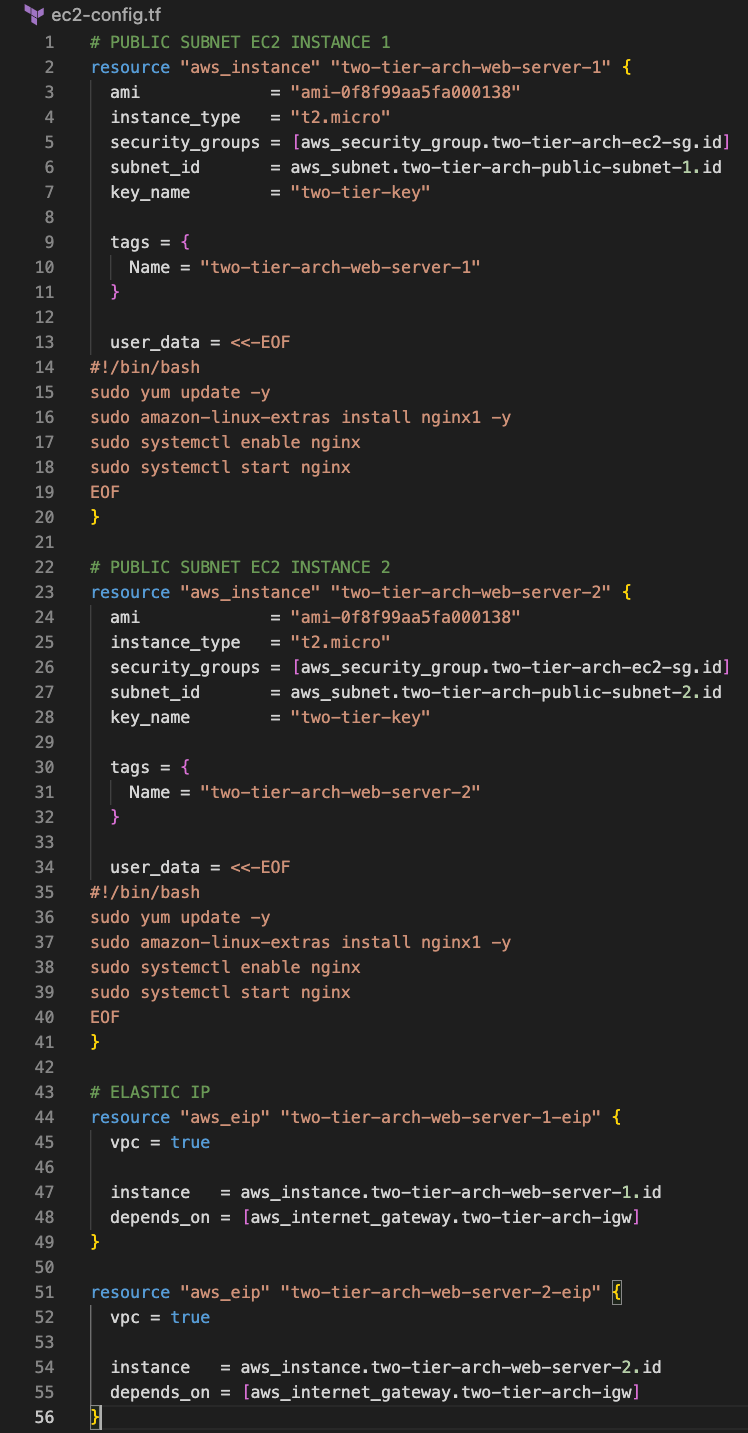 ec2-config.tf
1 # PUBLIC SUBNET EC2 INSTANCE 1
2 resource "aws_instance" "two-tier-arch-web-server-1" {
3   ami             = "ami-0f8f99aa5fa000138"
4   instance_type   = "t2.micro"
5   security_groups = [aws_security_group.two-tier-arch-ec2-sg.id]
6   subnet_id       = aws_subnet.two-tier-arch-public-subnet-1.id
7   key_name        = "two-tier-key"
8
9   tags = {
10     Name = "two-tier-arch-web-server-1"
11   }
12
13   user_data = <<-EOF
14 #!/bin/bash
15 sudo yum update -y
16 sudo amazon-linux-extras install nginx1 -y
17 sudo systemctl enable nginx
18 sudo systemctl start nginx
19 EOF
20 }
21
22 # PUBLIC SUBNET EC2 INSTANCE 2
23 resource "aws_instance" "two-tier-arch-web-server-2" {
24   ami             = "ami-0f8f99aa5fa000138"
25   instance_type   = "t2.micro"
26   security_groups = [aws_security_group.two-tier-arch-ec2-sg.id]
27   subnet_id       = aws_subnet.two-tier-arch-public-subnet-2.id
28   key_name        = "two-tier-key"
29
30   tags = {
31     Name = "two-tier-arch-web-server-2"
32   }
33
34   user_data = <<-EOF
35 #!/bin/bash
36 sudo yum update -y
37 sudo amazon-linux-extras install nginx1 -y
38 sudo systemctl enable nginx
39 sudo systemctl start nginx
40 EOF
41 }
42
43 # ELASTIC IP
44 resource "aws_eip" "two-tier-arch-web-server-1-eip" {
45   vpc = true
46
47   instance   = aws_instance.two-tier-arch-web-server-1.id
48   depends_on = [aws_internet_gateway.two-tier-arch-igw]
49 }
50
51 resource "aws_eip" "two-tier-arch-web-server-2-eip" {
52   vpc = true
53
54   instance   = aws_instance.two-tier-arch-web-server-2.id
55   depends_on = [aws_internet_gateway.two-tier-arch-igw]
56 }